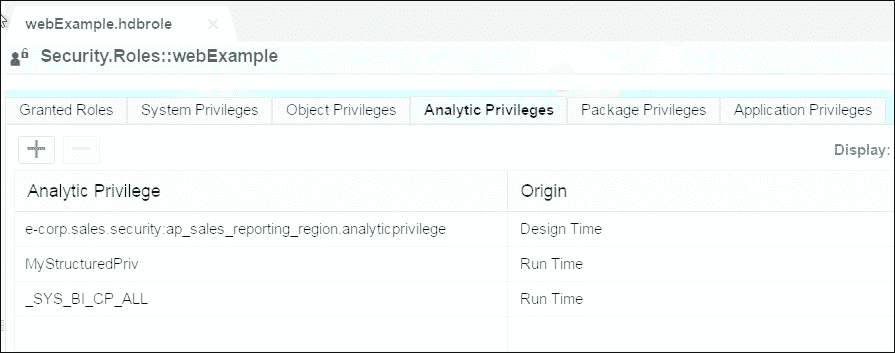 webExample.hdbrole
Security.Roles::webExample
Granted Roles System Privileges Object Privileges Analytic Privileges Package Privileges Application Privileges
Display:
Analytic Privilege Origin
e-corp.sales.security:ap_sales_reporting_region.analyticprivilege Design Time
MyStructuredPriv Run Time
_SYS_BI_CP_ALL Run Time